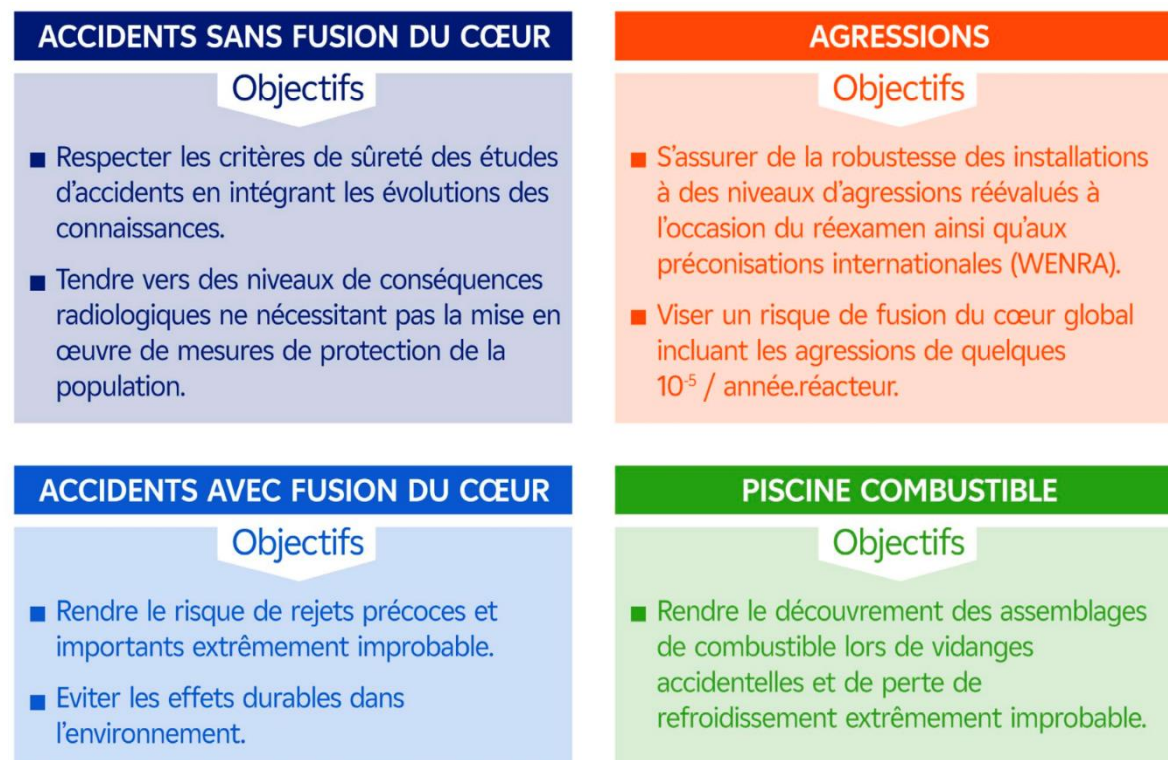 ACCIDENTS SANS FUSION DU CŒUR
Objectifs
■ Respecter les critères de sûreté des études
d'accidents en intégrant les évolutions des
connaissances.
■ Tendre vers des niveaux de conséquences
radiologiques ne nécessitant pas la mise en
œuvre de mesures de protection de la
population.
AGRESSIONS
Objectifs
■ S'assurer de la robustesse des installations
à des niveaux d'agressions réévalués à
l'occasion du réexamen ainsi qu'aux
préconisations internationales (WENRA).
■ Viser un risque de fusion du cœur global
incluant les agressions de quelques
10⁻⁵ / année.réacteur.
ACCIDENTS AVEC FUSION DU CŒUR
Objectifs
■ Rendre le risque de rejets précoces et
importants extrêmement improbable.
■ Eviter les effets durables dans
l'environnement.
PISCINE COMBUSTIBLE
Objectifs
■ Rendre le découvrement des assemblages
de combustible lors de vidanges
accidentelles et de perte de
refroidissement extrêmement improbable.